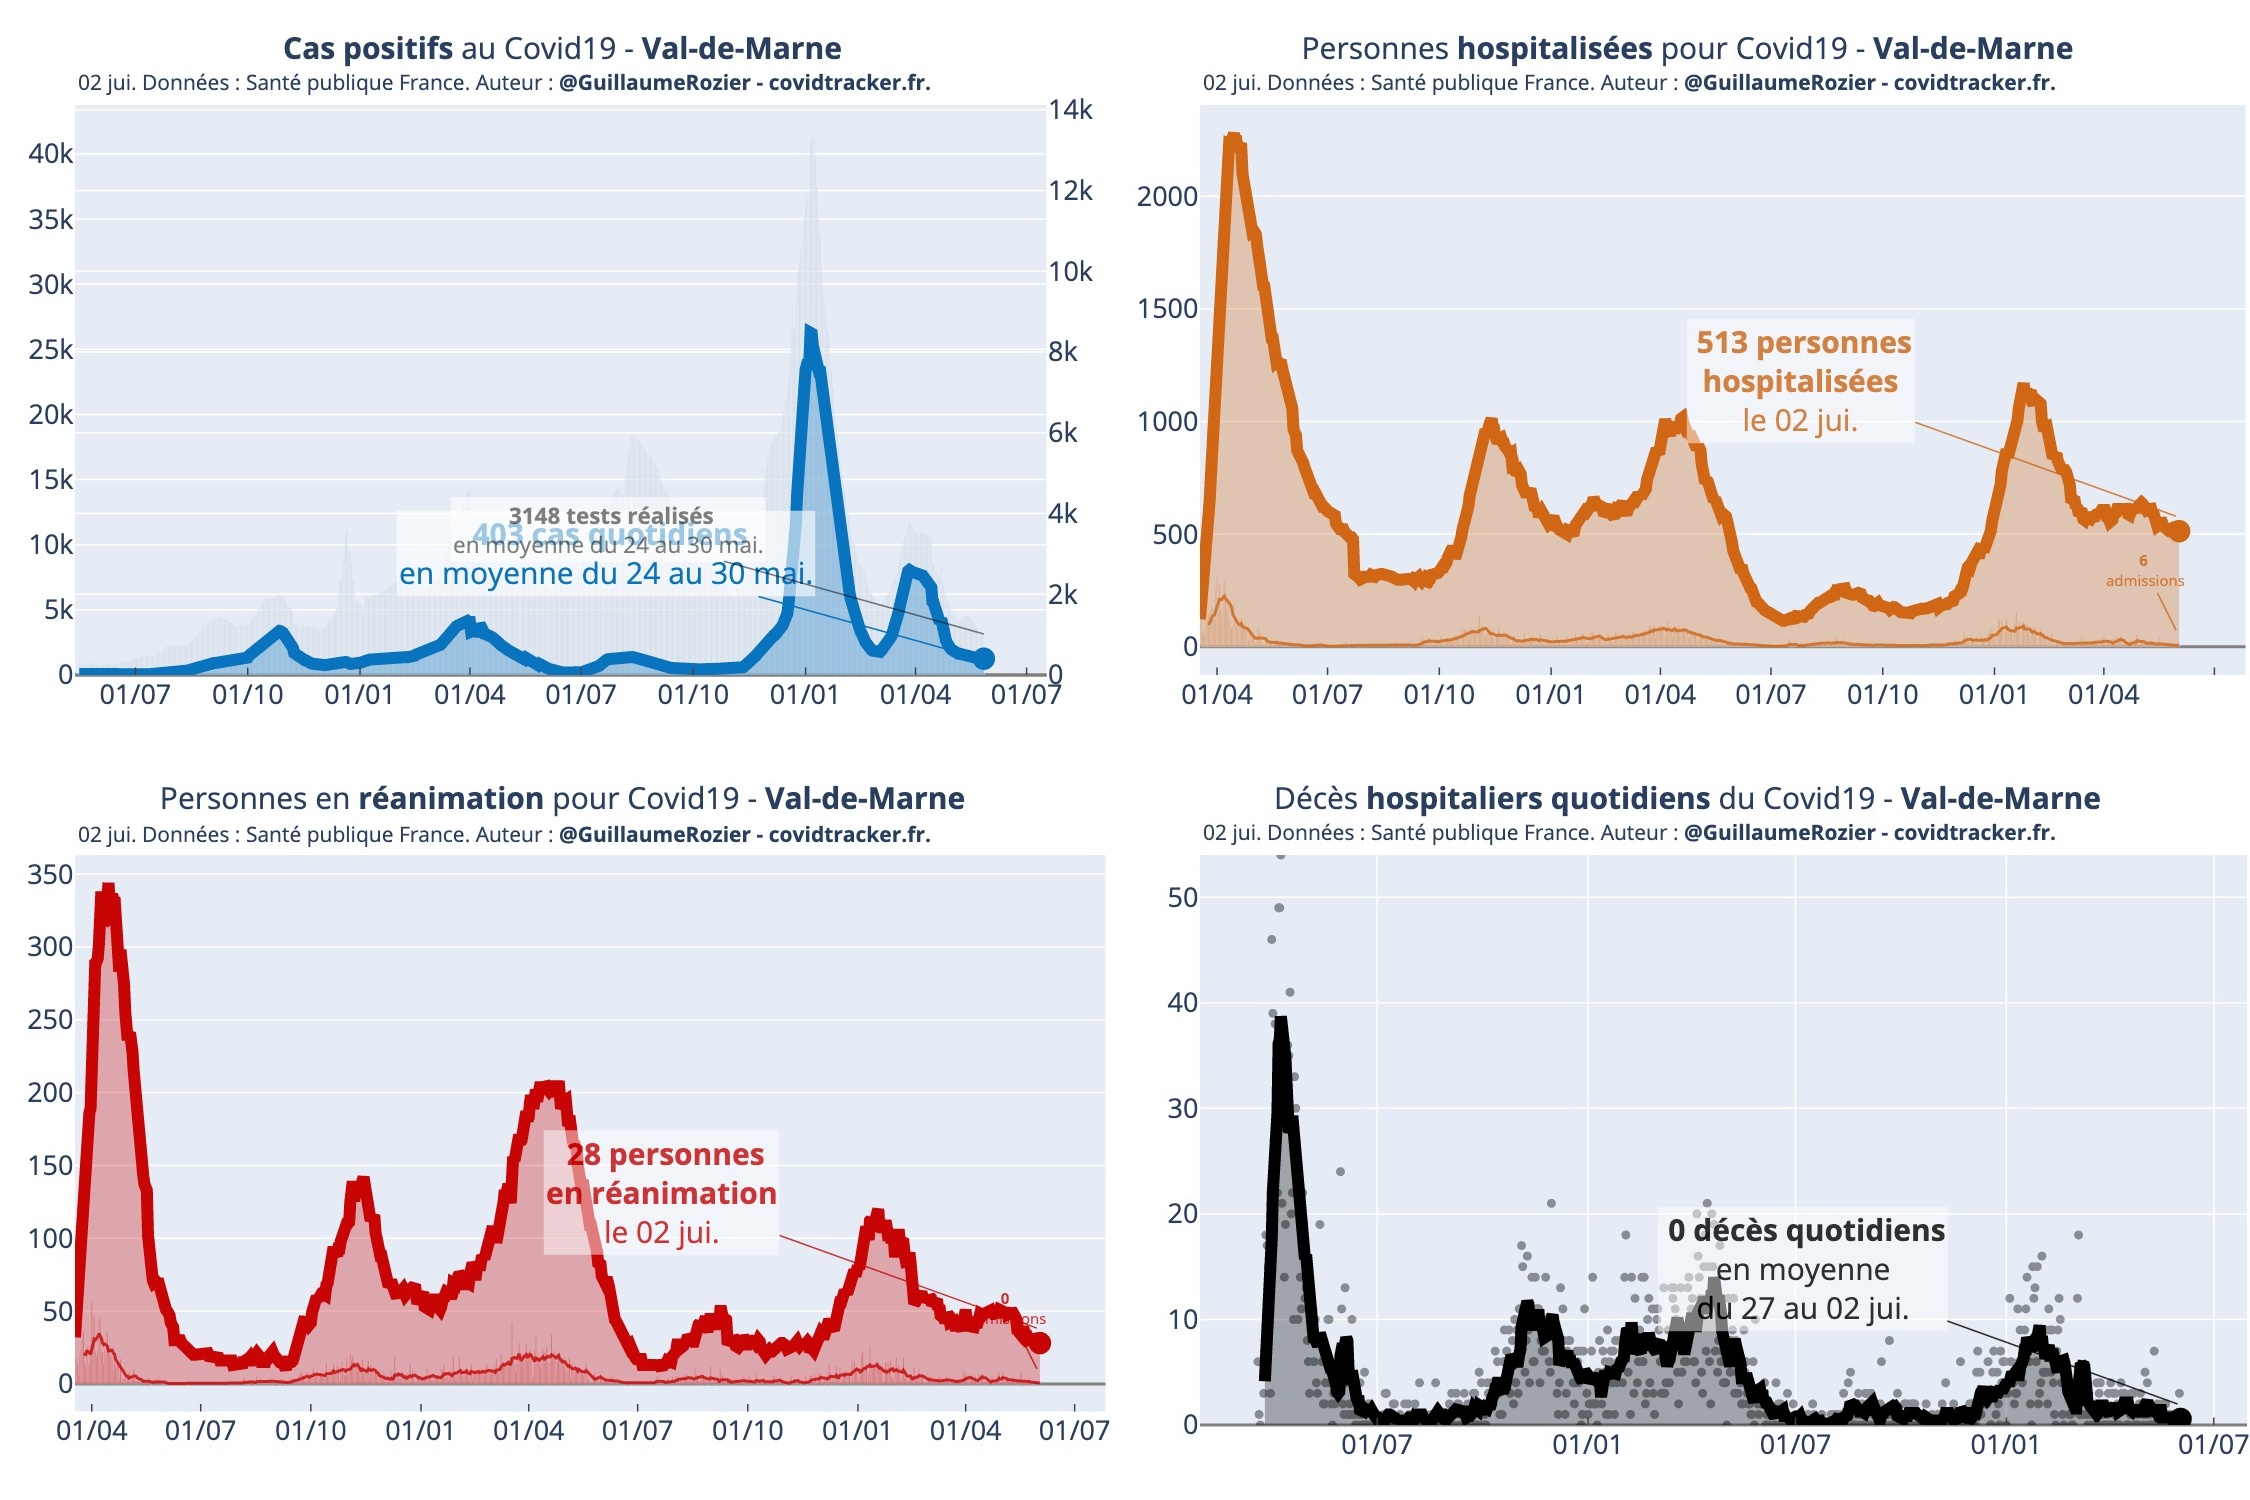 Cas positifs au Covid19 - Val-de-Marne
02 jui. Données : Santé publique France. Auteur : @GuillaumeRozier - covidtracker.fr.
14k
40k
12k
35k
10k
30k
25k
8k
20k
6k
15k
4k
3148 tests réalisés
403 cas quotidiens
10k
en moyenne du 24 au 30 mai.
en moyenne du 24 au 30 mai.
5k
2k
0
0
01/07 01/10 01/01 01/04 01/07 01/10 01/01 01/04 01/07
Personnes hospitalisées pour Covid19 - Val-de-Marne
02 jui. Données : Santé publique France. Auteur : @GuillaumeRozier - covidtracker.fr.
2000
1500
513 personnes
hospitalisées
1000
le 02 jui.
500
6
admissions
0
01/04 01/07 01/10 01/01 01/04 01/07 01/10 01/01 01/04
Personnes en réanimation pour Covid19 - Val-de-Marne
02 jui. Données : Santé publique France. Auteur : @GuillaumeRozier - covidtracker.fr.
350
300
250
200
150
28 personnes
en réanimation
100
le 02 jui.
50
0
0
01/04 01/07 01/10 01/01 01/04 01/07 01/10 01/01 01/04 01/07
Décès hospitaliers quotidiens du Covid19 - Val-de-Marne
02 jui. Données : Santé publique France. Auteur : @GuillaumeRozier - covidtracker.fr.
50
40
30
20
0 décès quotidiens
en moyenne
10
du 27 au 02 jui.
0
01/07 01/01 01/07 01/01 01/07